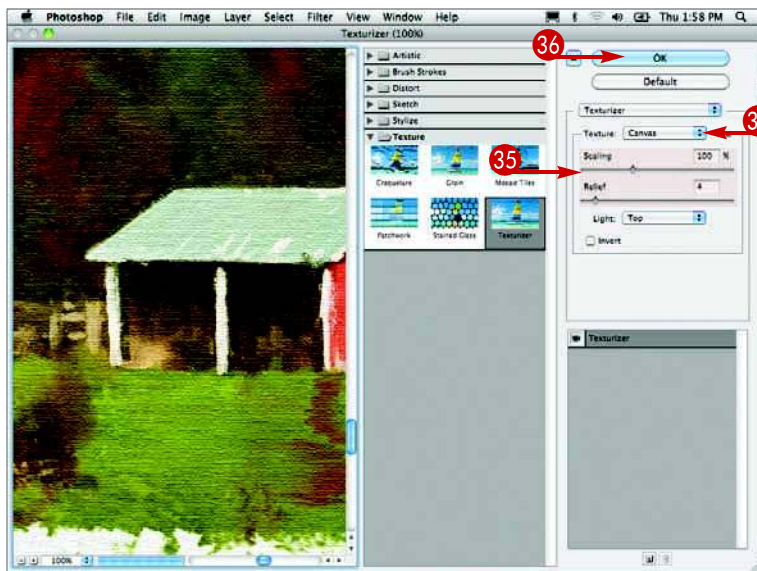 Photoshop File Edit Image Layer Select Filter View Window Help Thu 1:58 PM
Texturizer (100%)
Artistic
Brush Strokes
Distort
Sketch
Stylize
Texture
Craquelure Grain Mosaic Tiles
Patchwork Stained Glass Texturizer
36
OK
Default
Texturizer
Texture: Canvas
3
35
Scaling 100 %
Relief 4
Light: Top
Invert
Texturizer
100%